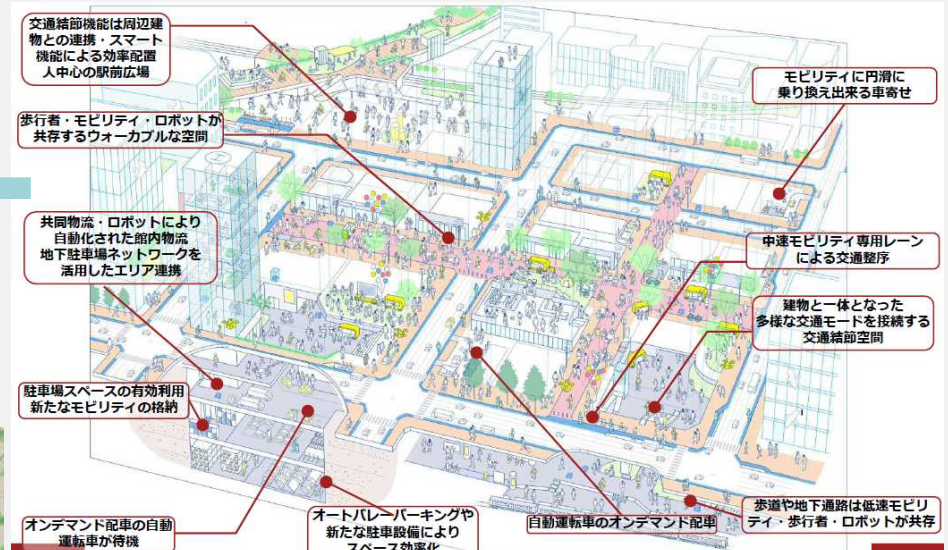 交通結節機能は周辺建
物との連携・スマート
機能による効率配置
人中心の駅前広場
歩行者・モビリティ・ロボットが
共存するウォーカブルな空間
共同物流・ロボットにより
自動化された館内物流
地下駐車場ネットワークを
活用したエリア連携
駐車場スペースの有効利用
新たなモビリティの格納
オンデマンド配車の自動
運転車が待機
オートバレーパーキングや
新たな駐車設備により
スペース効率化
自動運転車のオンデマンド配車
モビリティに円滑に
乗り換え出来る車寄せ
中速モビリティ専用レーン
による交通整序
建物と一体となった
多様な交通モードを接続する
交通結節空間
歩道や地下通路は低速モビリ
ティ・歩行者・ロボットが共存